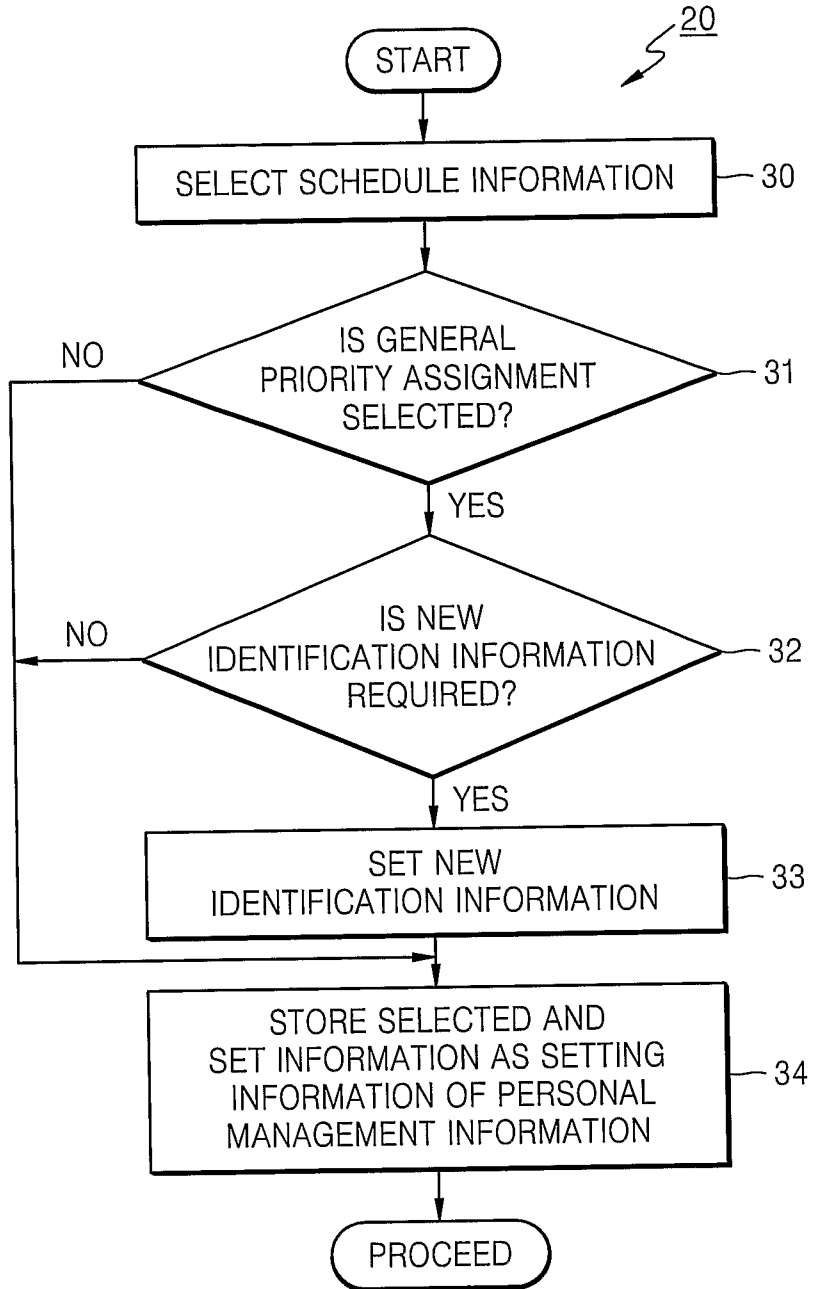 20
START
SELECT SCHEDULE INFORMATION
30
IS GENERAL
PRIORITY ASSIGNMENT
SELECTED?
31
NO
YES
IS NEW
IDENTIFICATION INFORMATION
REQUIRED?
32
NO
YES
SET NEW
IDENTIFICATION INFORMATION
33
STORE SELECTED AND
SET INFORMATION AS SETTING
INFORMATION OF PERSONAL
MANAGEMENT INFORMATION
34
PROCEED